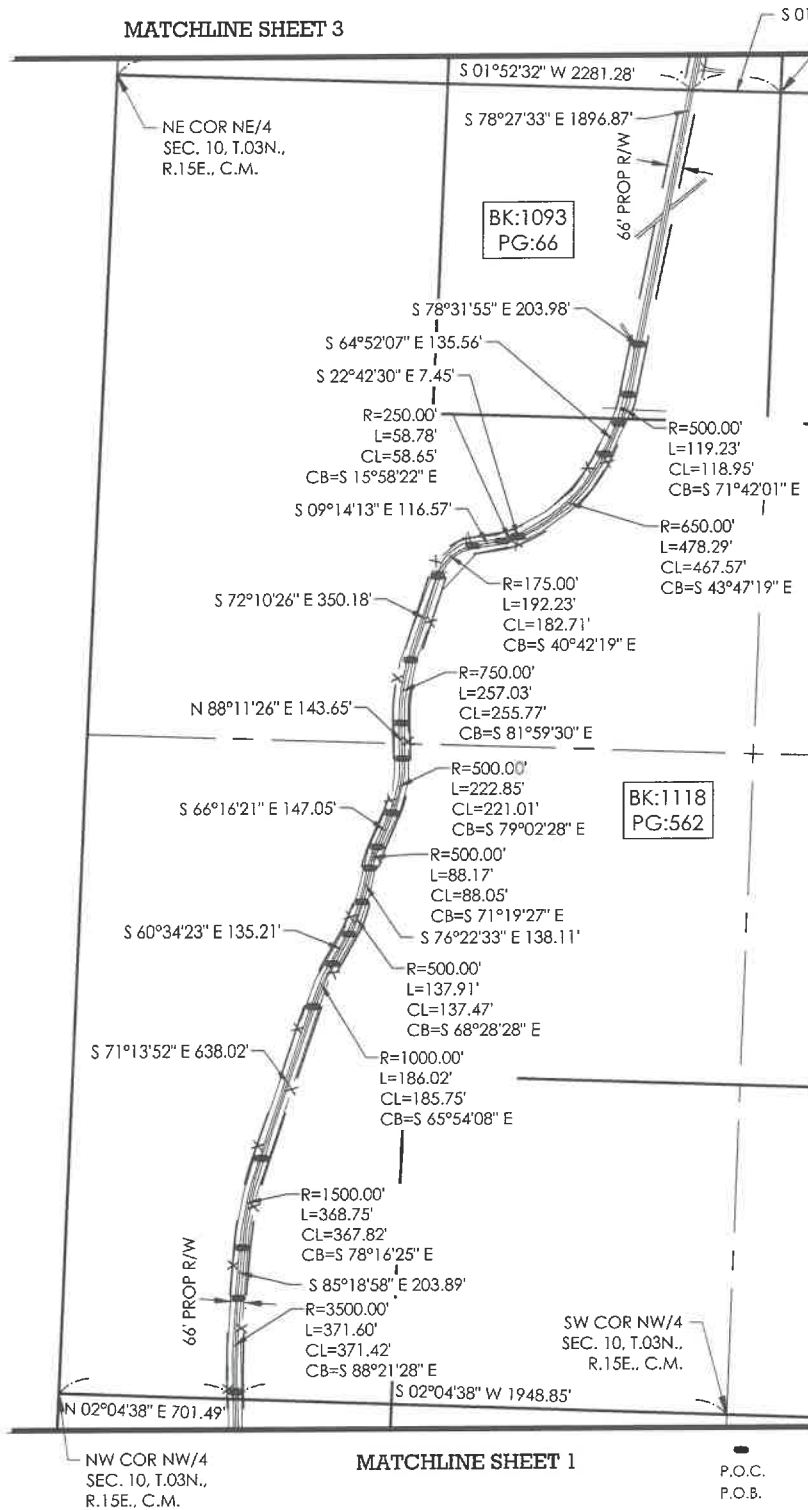 MATCHLINE SHEET 3
S 01
S 01°52'32" W 2281.28'
NE COR NE/4
SEC. 10, T.03N.,
R.15E., C.M.
S 78°27'33" E 1896.87'
66' PROP R/W
BK:1093
PG:66
S 78°31'55" E 203.98'
S 64°52'07" E 135.56'
S 22°42'30" E 7.45'
R=250.00'
L=58.78'
CL=58.65'
CB=S 15°58'22" E
R=500.00'
L=119.23'
CL=118.95'
CB=S 71°42'01" E
S 09°14'13" E 116.57'
R=650.00'
L=478.29'
CL=467.57'
CB=S 43°47'19" E
R=175.00'
L=192.23'
CL=182.71'
CB=S 40°42'19" E
S 72°10'26" E 350.18'
R=750.00'
L=257.03'
CL=255.77'
CB=S 81°59'30" E
N 88°11'26" E 143.65'
R=500.00'
L=222.85'
CL=221.01'
CB=S 79°02'28" E
BK:1118
PG:562
S 66°16'21" E 147.05'
R=500.00'
L=88.17'
CL=88.05'
CB=S 71°19'27" E
S 76°22'33" E 138.11'
S 60°34'23" E 135.21'
R=500.00'
L=137.91'
CL=137.47'
CB=S 68°28'28" E
S 71°13'52" E 638.02'
R=1000.00'
L=186.02'
CL=185.75'
CB=S 65°54'08" E
R=1500.00'
L=368.75'
CL=367.82'
CB=S 78°16'25" E
66' PROP R/W
S 85°18'58" E 203.89'
R=3500.00'
L=371.60'
CL=371.42'
CB=S 88°21'28" E
SW COR NW/4
SEC. 10, T.03N.,
R.15E., C.M.
S 02°04'38" W 1948.85'
N 02°04'38" E 701.49'
NW COR NW/4
SEC. 10, T.03N.,
R.15E., C.M.
MATCHLINE SHEET 1
P.O.C.
P.O.B.